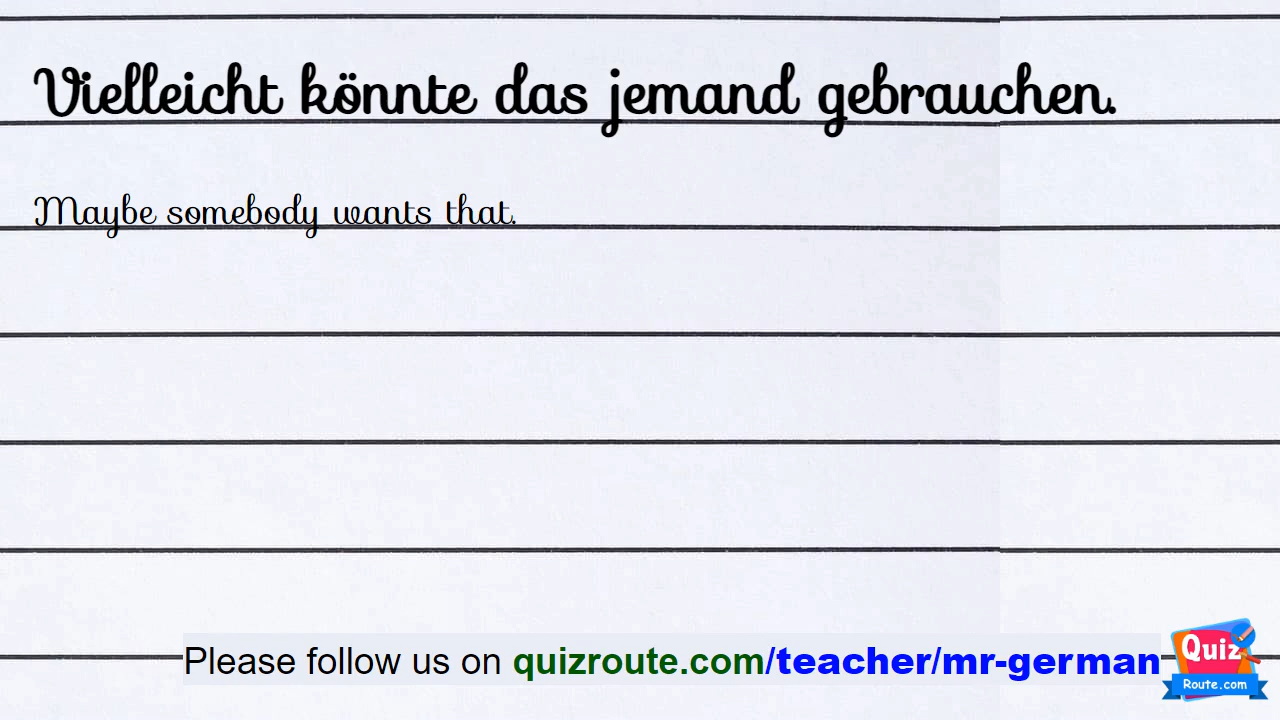 Vielleicht könnte das jemand gebrauchen.
Maybe somebody wants that.
Please follow us on quizroute.com/teacher/mr-german
Quiz
Route.com